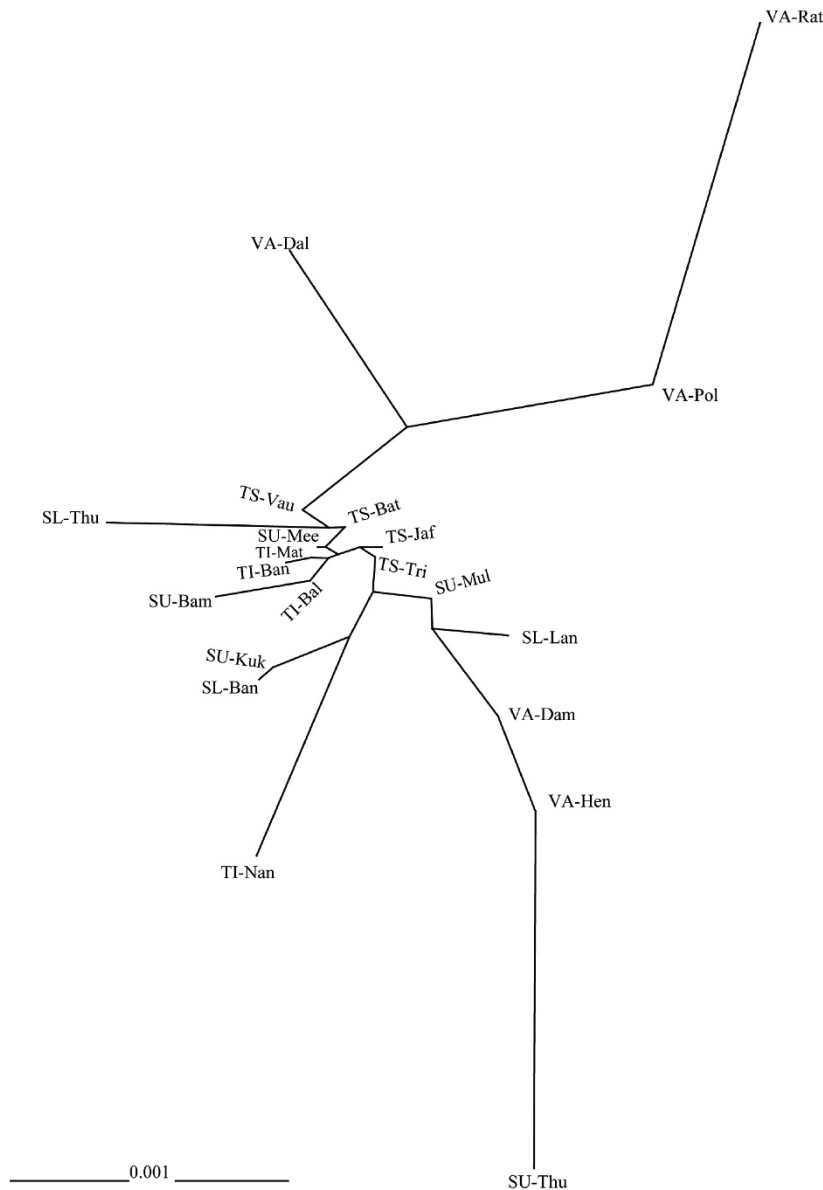 VA-Rat
VA-Dal
VA-Pol
TS-Vau
TS-Bat
SL-Thu
SU-Mee
TS-Jaf
TI-Mat
TI-Ban
TS-Tri
SU-Bam
TI-Bal
SU-Mul
SL-Lan
SU-Kuk
SL-Ban
VA-Dam
VA-Hen
TI-Nan
0.001
SU-Thu